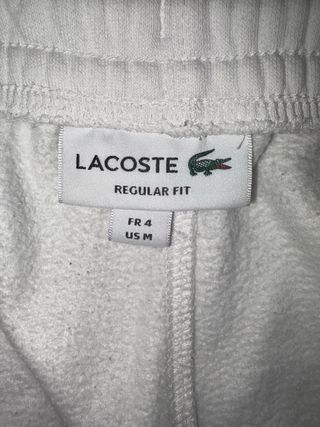 LACOSTE
REGULAR FIT
FR 4
US M